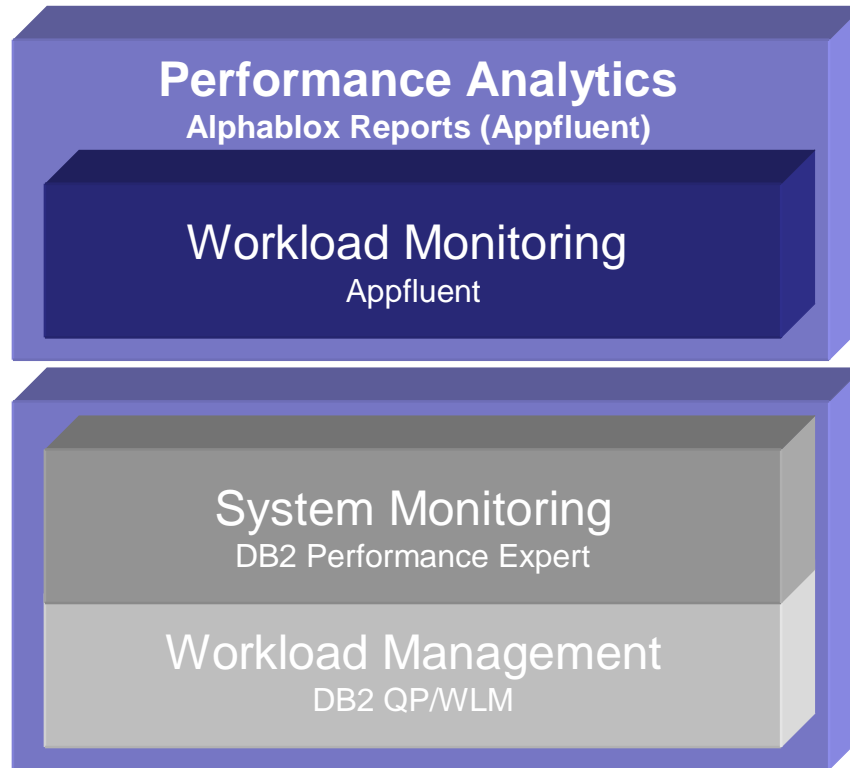 Performance Analytics
Alphablox Reports (Appfluent)
Workload Monitoring
Appfluent
System Monitoring
DB2 Performance Expert
Workload Management
DB2 QP/WLM